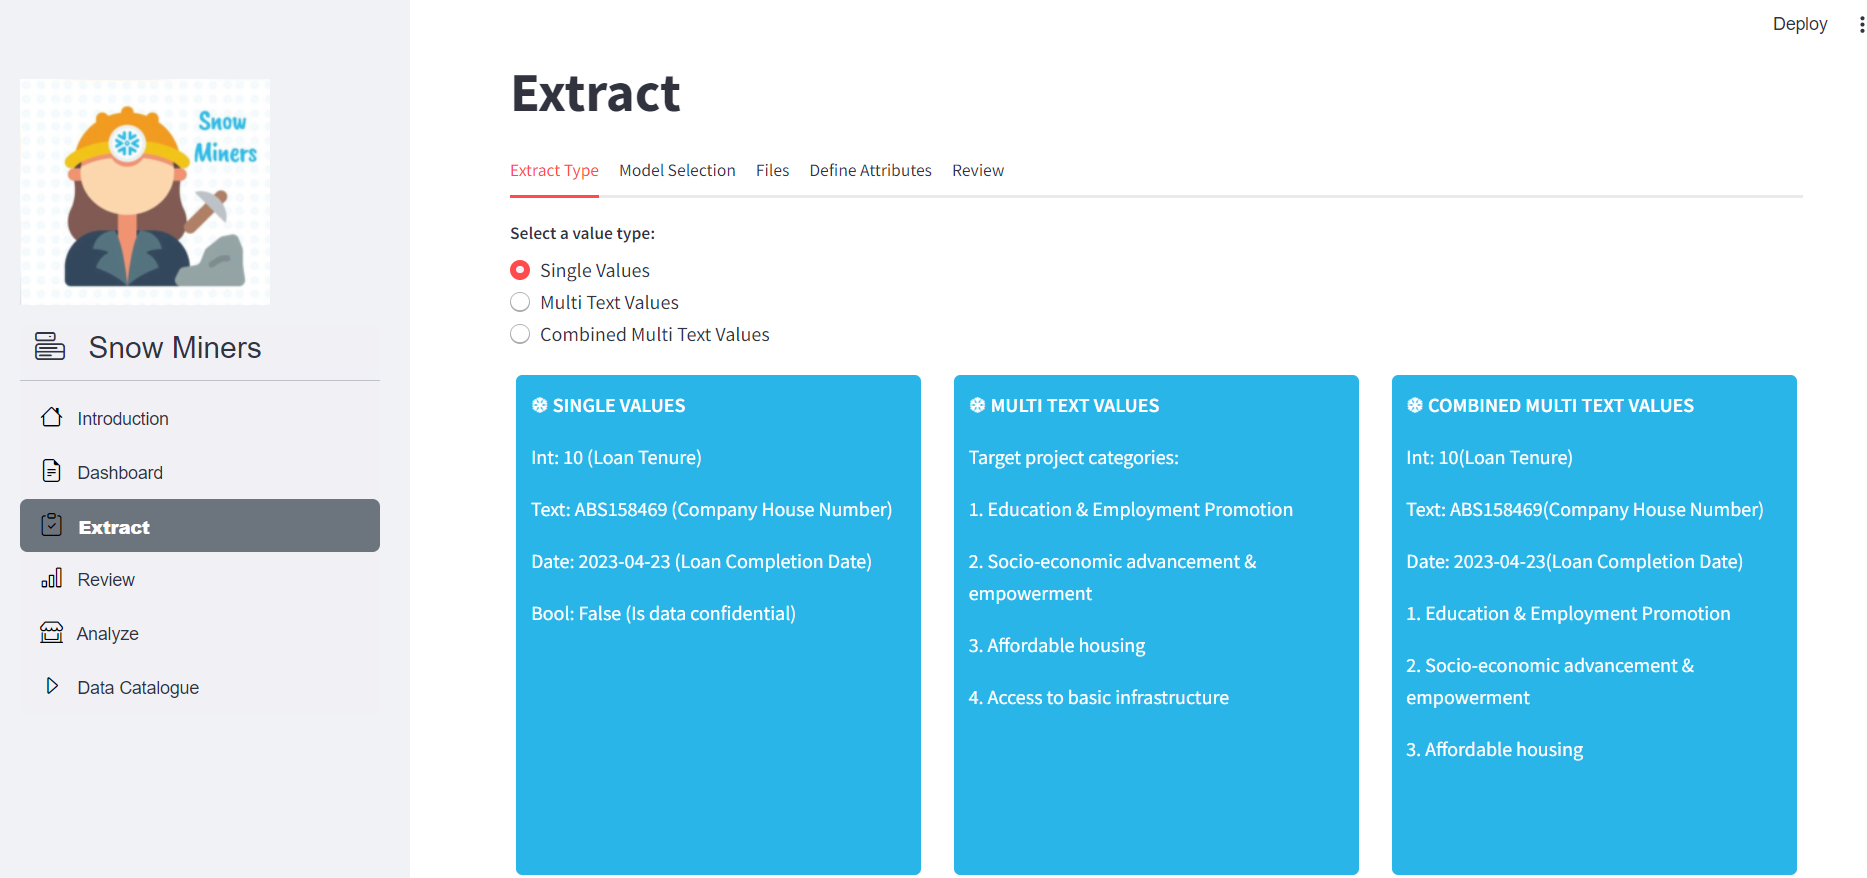 Deploy
Snow
Miners
Snow Miners
Introduction
Dashboard
Extract
Review
Analyze
Data Catalogue
Extract
Extract Type
Model Selection
Files
Define Attributes
Review
Select a value type:
Single Values
Multi Text Values
Combined Multi Text Values
SINGLE VALUES
Int: 10 (Loan Tenure)
Text: ABS158469 (Company House Number)
Date: 2023-04-23 (Loan Completion Date)
Bool: False (Is data confidential)
MULTI TEXT VALUES
Target project categories:
1. Education & Employment Promotion
2. Socio-economic advancement &
empowerment
3. Affordable housing
4. Access to basic infrastructure
COMBINED MULTI TEXT VALUES
Int: 10(Loan Tenure)
Text: ABS158469(Company House Number)
Date: 2023-04-23(Loan Completion Date)
1. Education & Employment Promotion
2. Socio-economic advancement &
empowerment
3. Affordable housing